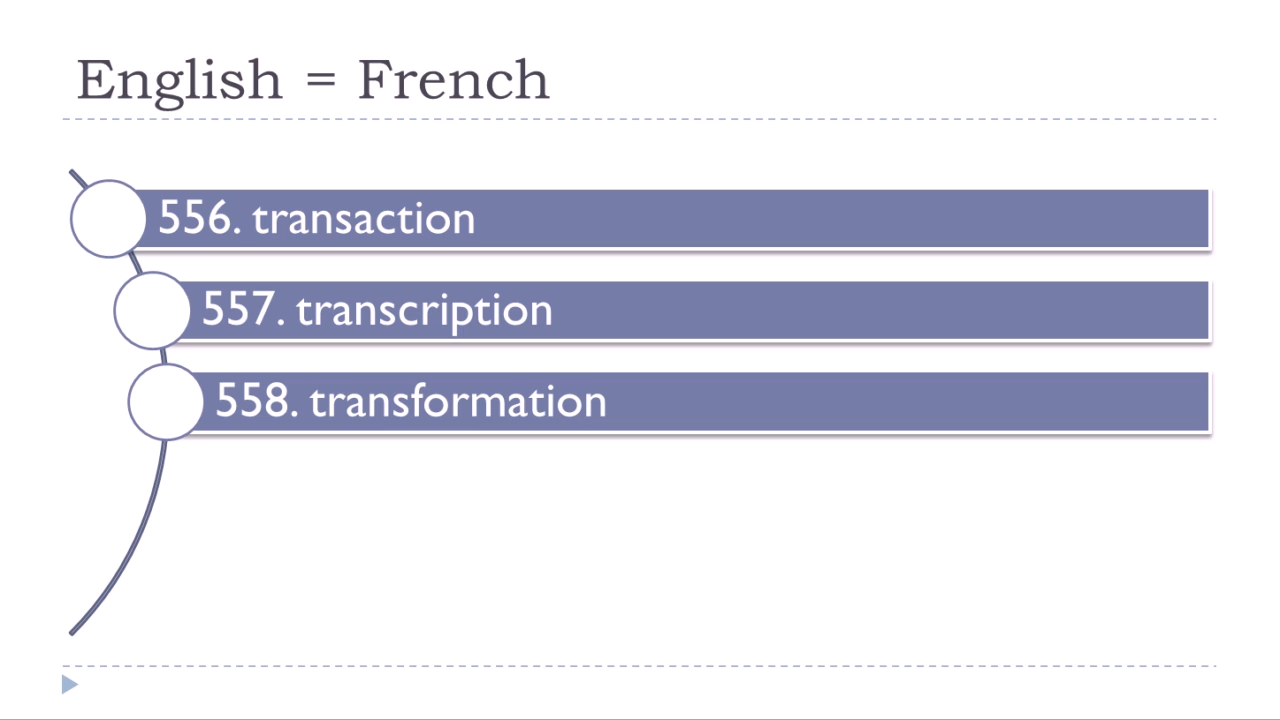 English = French
556. transaction
557. transcription
558. transformation